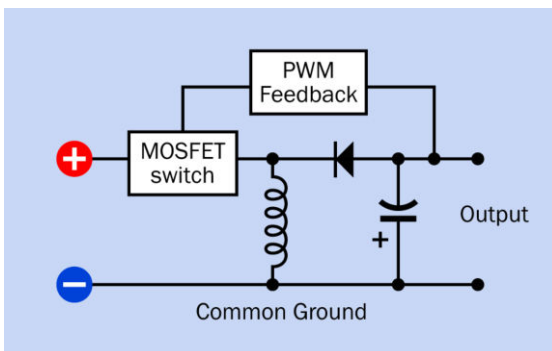 PWM
Feedback
+
MOSFET
switch
+
Output
−
Common Ground